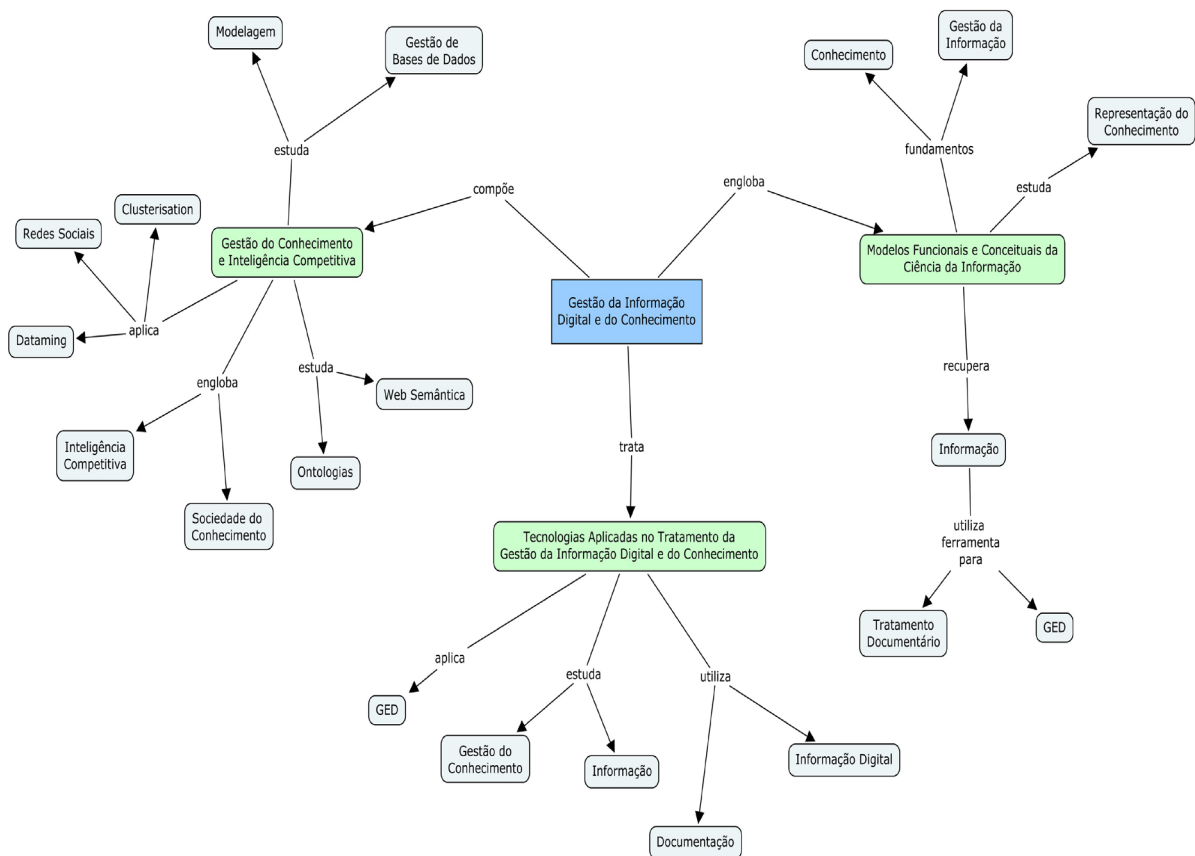 Modelagem
Gestão de
Bases de Dados
estuda
Conhecimento
Gestão da
Informação
fundamentos
Representação do
Conhecimento
estuda
compõe
engloba
Redes Sociais
Clusterisation
Dataming
aplica
Gestão do Conhecimento
e Inteligência Competitiva
Modelos Funcionais e Conceituais da
Ciência da Informação
Gestão da Informação
Digital e do Conhecimento
engloba
estuda
Web Semântica
Inteligência
Competitiva
Ontologias
Sociedade do
Conhecimento
recupera
Informação
utiliza
ferramenta
para
Tratamento
Documentário
GED
trata
Tecnologias Aplicadas no Tratamento da
Gestão da Informação Digital e do Conhecimento
aplica
GED
estuda
Gestão do
Conhecimento
Informação
utiliza
Informação Digital
Documentação